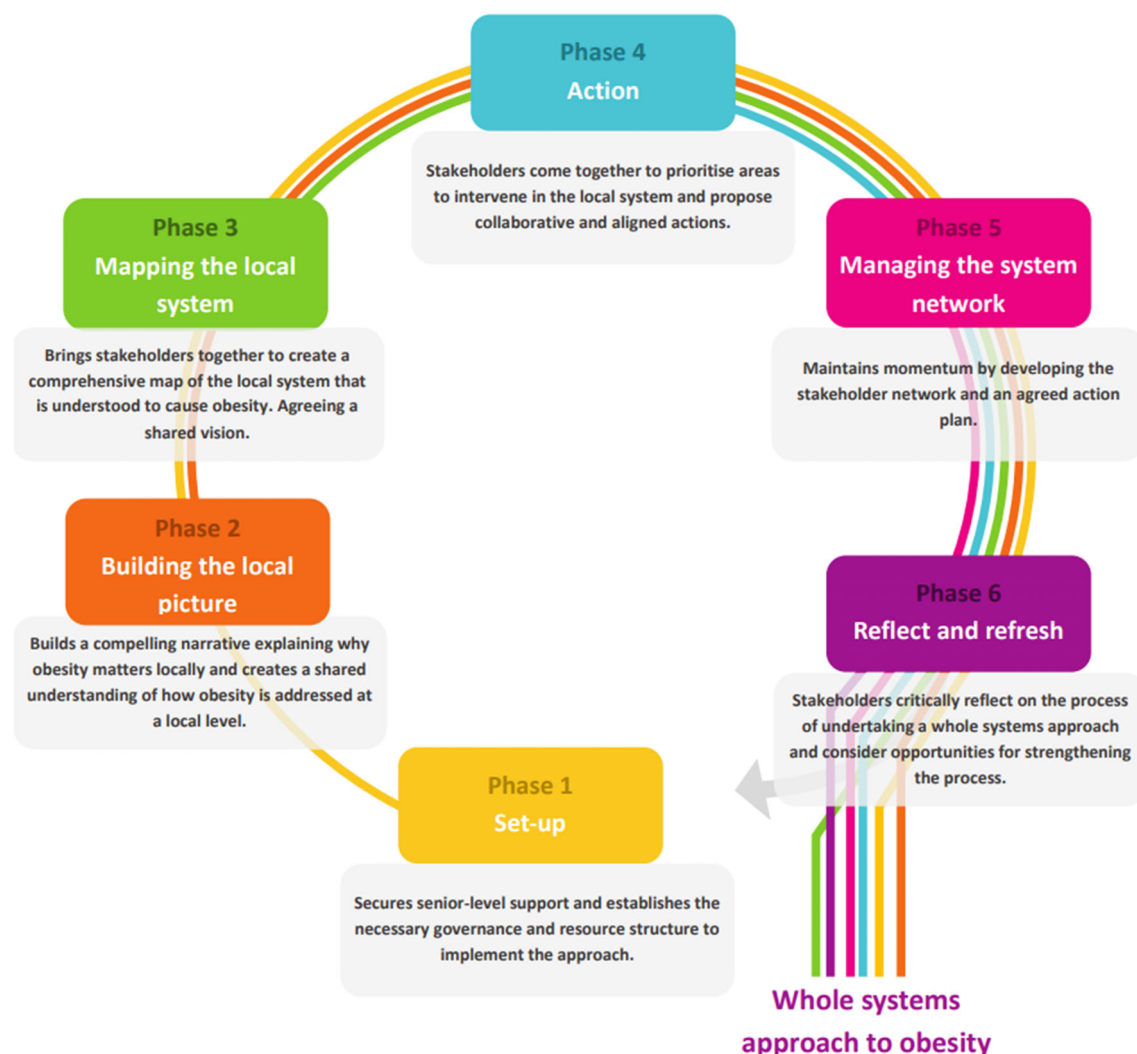 Phase 4
Action
Stakeholders come together to prioritise areas
to intervene in the local system and propose
collaborative and aligned actions.
Phase 3
Mapping the local
system
Brings stakeholders together to create a
comprehensive map of the local system that
is understood to cause obesity. Agreeing a
shared vision.
Phase 5
Managing the system
network
Maintains momentum by developing the
stakeholder network and an agreed action
plan.
Phase 2
Building the local
picture
Builds a compelling narrative explaining why
obesity matters locally and creates a shared
understanding of how obesity is addressed at
a local level.
Phase 6
Reflect and refresh
Stakeholders critically reflect on the process
of undertaking a whole systems approach
and consider opportunities for strengthening
the process.
Phase 1
Set-up
Secures senior-level support and establishes the
necessary governance and resource structure to
implement the approach.
Whole systems
approach to obesity